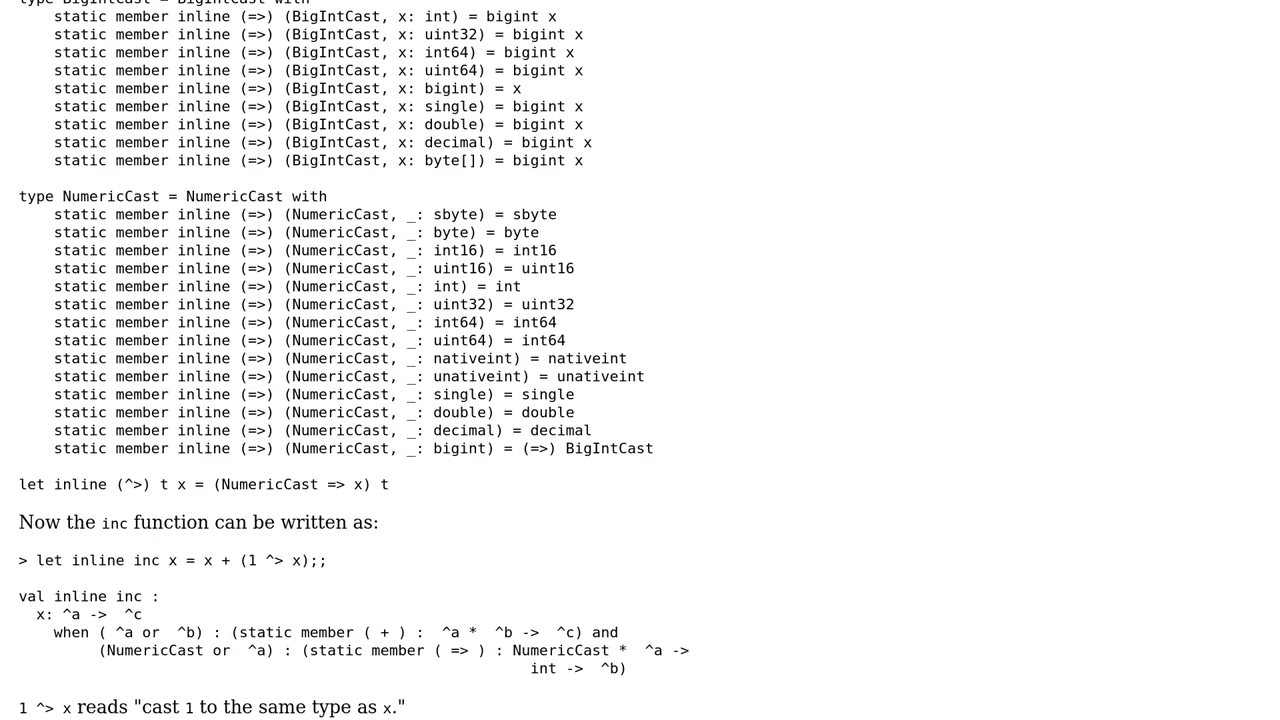 type BigIntCast = BigIntCast with
    static member inline (=>) (BigIntCast, x: int) = bigint x
    static member inline (=>) (BigIntCast, x: uint32) = bigint x
    static member inline (=>) (BigIntCast, x: int64) = bigint x
    static member inline (=>) (BigIntCast, x: uint64) = bigint x
    static member inline (=>) (BigIntCast, x: bigint) = x
    static member inline (=>) (BigIntCast, x: single) = bigint x
    static member inline (=>) (BigIntCast, x: double) = bigint x
    static member inline (=>) (BigIntCast, x: decimal) = bigint x
    static member inline (=>) (BigIntCast, x: byte[]) = bigint x

type NumericCast = NumericCast with
    static member inline (=>) (NumericCast, _: sbyte) = sbyte
    static member inline (=>) (NumericCast, _: byte) = byte
    static member inline (=>) (NumericCast, _: int16) = int16
    static member inline (=>) (NumericCast, _: uint16) = uint16
    static member inline (=>) (NumericCast, _: int) = int
    static member inline (=>) (NumericCast, _: uint32) = uint32
    static member inline (=>) (NumericCast, _: int64) = int64
    static member inline (=>) (NumericCast, _: uint64) = int64
    static member inline (=>) (NumericCast, _: nativeint) = nativeint
    static member inline (=>) (NumericCast, _: unativeint) = unativeint
    static member inline (=>) (NumericCast, _: single) = single
    static member inline (=>) (NumericCast, _: double) = double
    static member inline (=>) (NumericCast, _: decimal) = decimal
    static member inline (=>) (NumericCast, _: bigint) = (=>) BigIntCast

let inline (^>) t x = (NumericCast => x) t

Now the inc function can be written as:

> let inline inc x = x + (1 ^> x);;

val inline inc :
  x: ^a ->  ^c
    when ( ^a or  ^b) : (static member ( + ) :  ^a *  ^b ->  ^c) and
         (NumericCast or  ^a) : (static member ( => ) : NumericCast *  ^a ->
                                                          int ->  ^b)

1 ^> x reads "cast 1 to the same type as x."